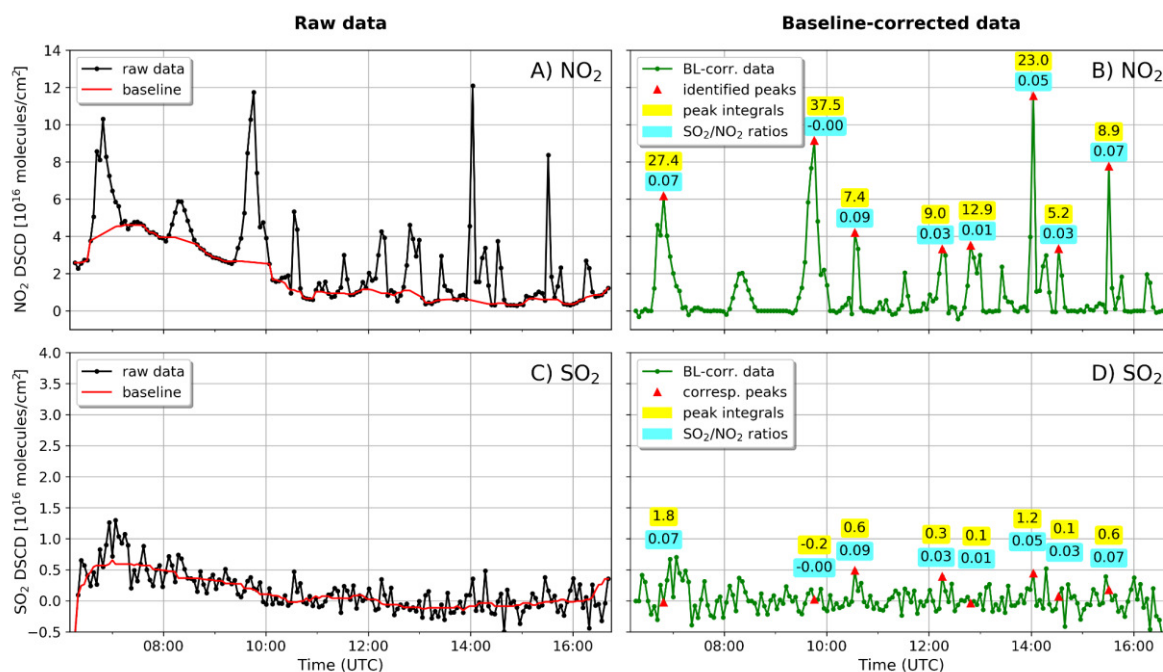 Raw data
Baseline-corrected data
NO₂ DSCD [10¹⁶ molecules/cm²]
14
12
10
8
6
4
2
0
raw data
baseline
A) NO₂
BL-corr. data
identified peaks
peak integrals
SO₂/NO₂ ratios
B) NO₂
27.4
0.07
37.5
-0.00
7.4
0.09
9.0
0.03
12.9
0.01
23.0
0.05
5.2
0.03
8.9
0.07
SO₂ DSCD [10¹⁶ molecules/cm²]
4.0
3.5
3.0
2.5
2.0
1.5
1.0
0.5
0.0
−0.5
raw data
baseline
C) SO₂
08:00
10:00
12:00
14:00
16:00
Time (UTC)
BL-corr. data
corresp. peaks
peak integrals
SO₂/NO₂ ratios
D) SO₂
1.8
0.07
-0.2
-0.00
0.6
0.09
0.3
0.03
0.1
0.01
1.2
0.05
0.1
0.03
0.6
0.07
08:00
10:00
12:00
14:00
16:00
Time (UTC)